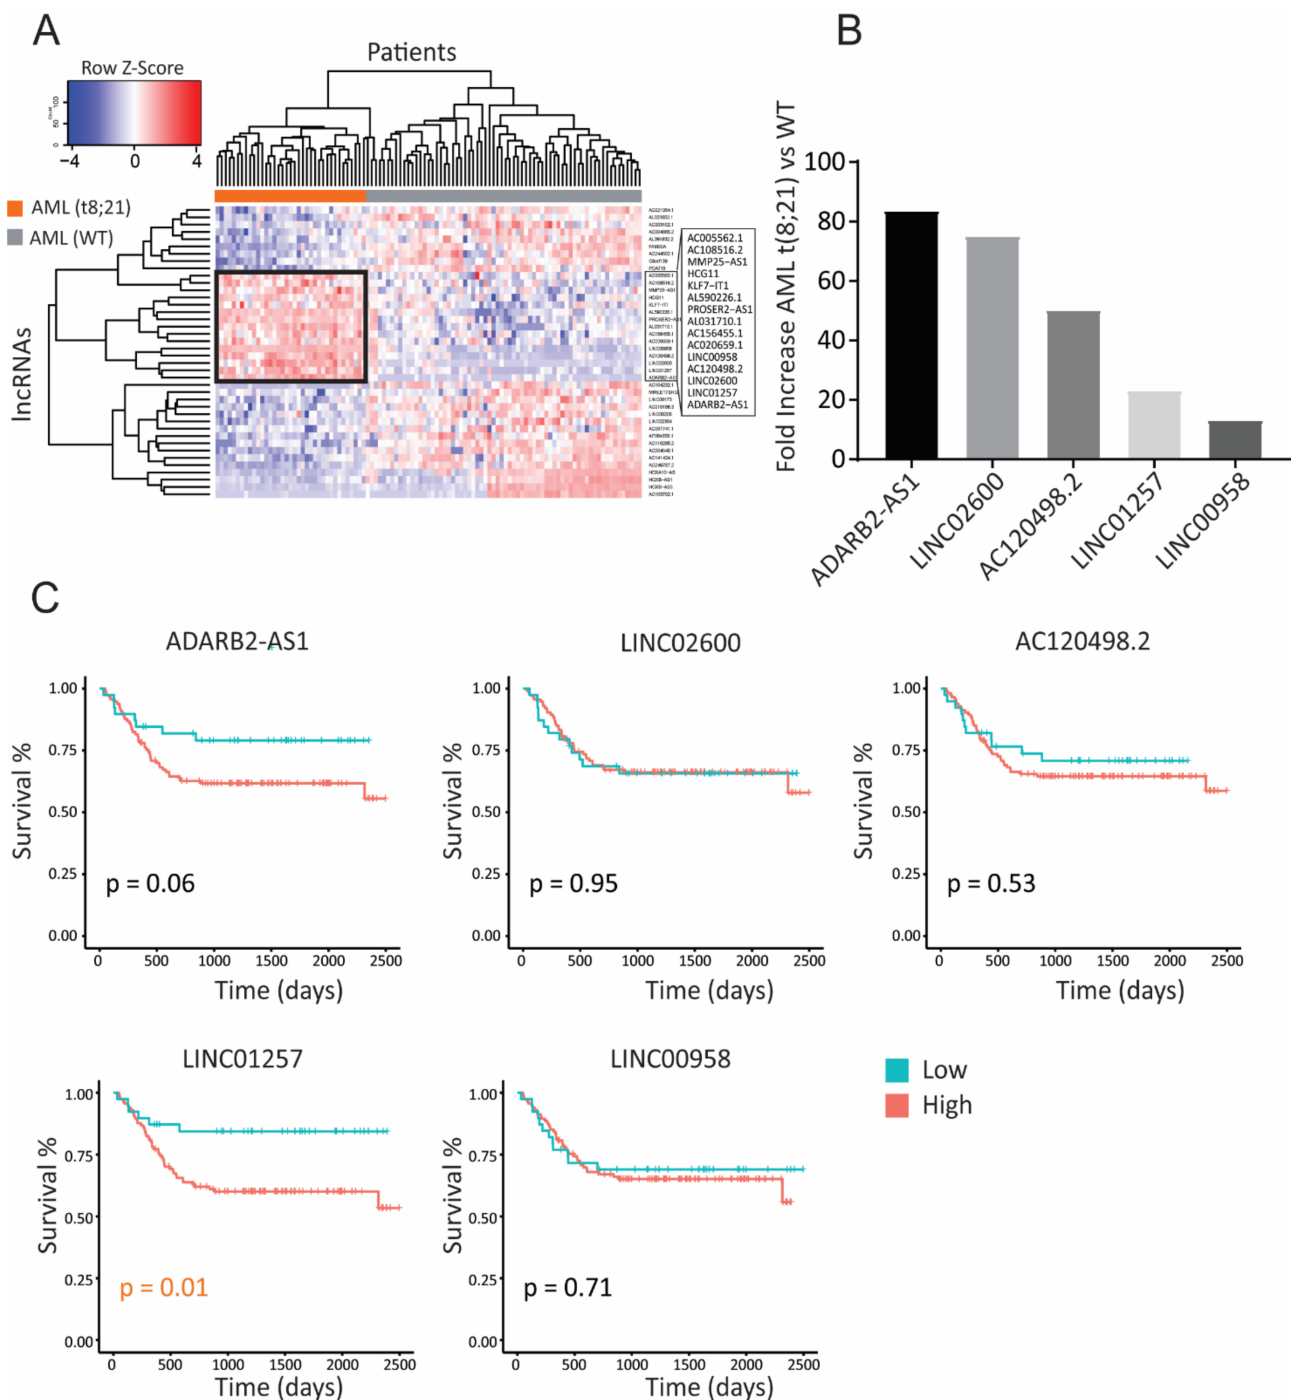 A
Patients
Row Z-Score
Count
0 50 100
−4 0 4
AML (t8;21)
AML (WT)
lncRNAs
AC005562.1
AC108516.2
MMP25−AS1
HCG11
KLF7−IT1
AL590226.1
PROSER2−AS1
AL031710.1
AC156455.1
AC020659.1
LINC00958
AC120498.2
LINC02600
LINC01257
ADARB2−AS1
B
Fold Increase AML t(8;21) vs WT
100
80
60
40
20
0
ADARB2-AS1
LINC02600
AC120498.2
LINC01257
LINC00958
C
ADARB2-AS1
Survival %
1.00
0.75
0.50
0.25
0.00
p = 0.06
0 500 1000 1500 2000 2500
Time (days)
LINC02600
Survival %
1.00
0.75
0.50
0.25
0.00
p = 0.95
0 500 1000 1500 2000 2500
Time (days)
AC120498.2
Survival %
1.00
0.75
0.50
0.25
0.00
p = 0.53
0 500 1000 1500 2000 2500
Time (days)
LINC01257
Survival %
1.00
0.75
0.50
0.25
0.00
p = 0.01
0 500 1000 1500 2000 2500
Time (days)
LINC00958
Survival %
1.00
0.75
0.50
0.25
0.00
p = 0.71
0 500 1000 1500 2000 2500
Time (days)
Low
High